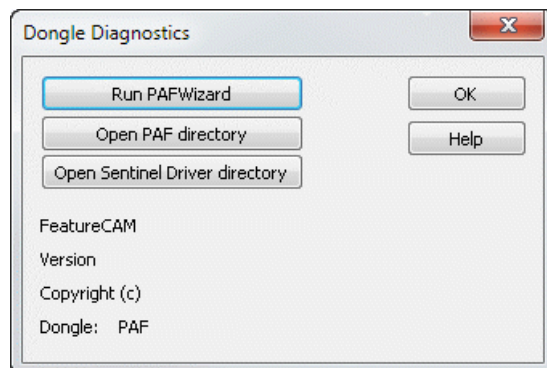 Dongle Diagnostics
Run PAFWizard
OK
Open PAF directory
Help
Open Sentinel Driver directory
FeatureCAM
Version
Copyright (c)
Dongle: PAF